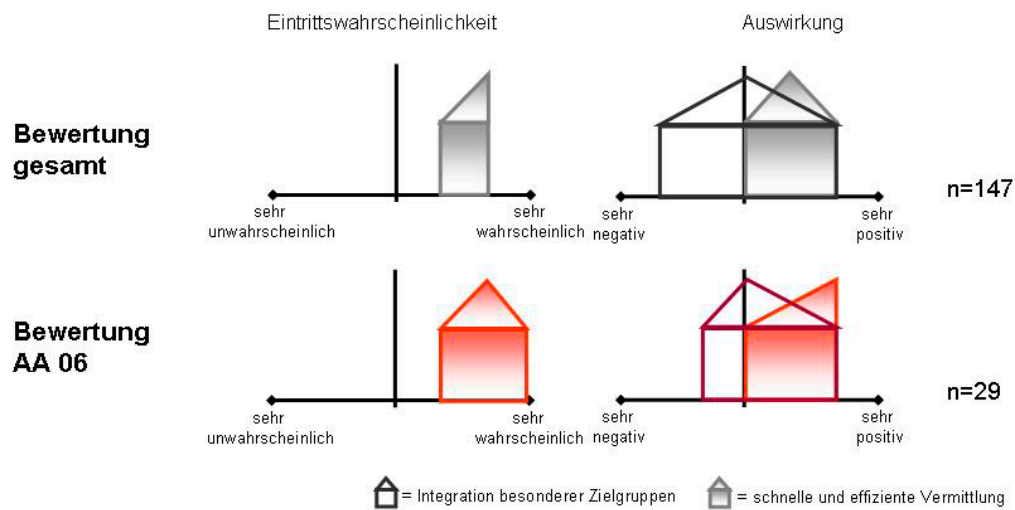 Eintrittswahrscheinlichkeit
Auswirkung
Bewertung
gesamt
n=147
sehr
unwahrscheinlich
sehr
wahrscheinlich
sehr
negativ
sehr
positiv
Bewertung
AA 06
n=29
sehr
unwahrscheinlich
sehr
wahrscheinlich
sehr
negativ
sehr
positiv
= Integration besonderer Zielgruppen
= schnelle und effiziente Vermittlung